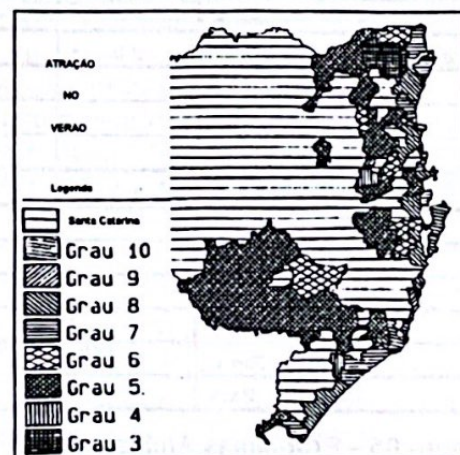 ATRAÇÃO
NO
VERÃO
Legenda
Santa Catarina
Grau 10
Grau 9
Grau 8
Grau 7
Grau 6
Grau 5.
Grau 4
Grau 3